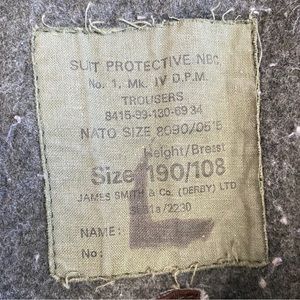 SUIT PROTECTIVE NBC
No. 1, Mk. IV D.P.M.
TROUSERS
8415-99-130-6934
NATO SIZE 8090/0515
Height/Breast
Size 190/108
JAMES SMITH & Co. (DERBY) LTD
/2230
NAME:
No: